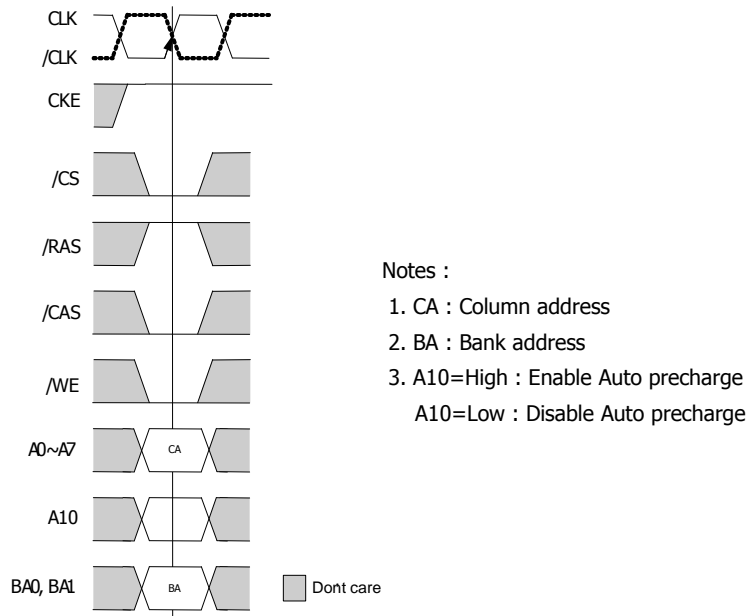 CLK
/CLK
CKE
/CS
/RAS
/CAS
/WE
A0~A7
CA
A10
BA0, BA1
BA
Dont care
Notes :
1. CA : Column address
2. BA : Bank address
3. A10=High : Enable Auto precharge
A10=Low : Disable Auto precharge